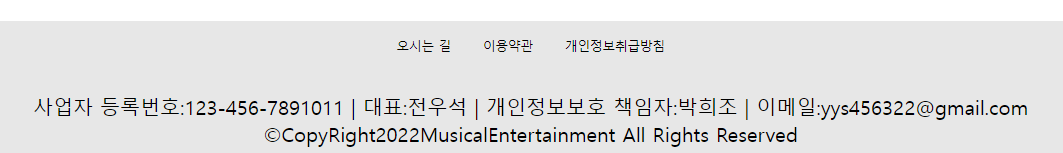 오시는 길 이용약관 개인정보취급방침
사업자 등록번호:123-456-7891011 | 대표:전우석 | 개인정보보호 책임자:박희조 | 이메일:yys456322@gmail.com
©CopyRight2022MusicalEntertainment All Rights Reserved